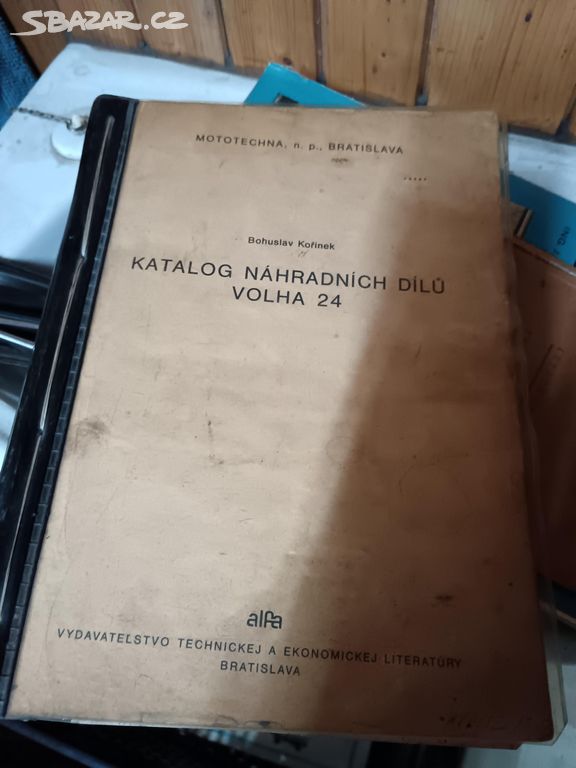 SBAZAR.CZ
MOTOTECHNA, n. p., BRATISLAVA
Bohuslav Kořínek
KATALOG NÁHRADNÍCH DÍLŮ
VOLHA 24
alfa
VYDAVATEĽSTVO TECHNICKEJ A EKONOMICKEJ LITERATÚRY
BRATISLAVA